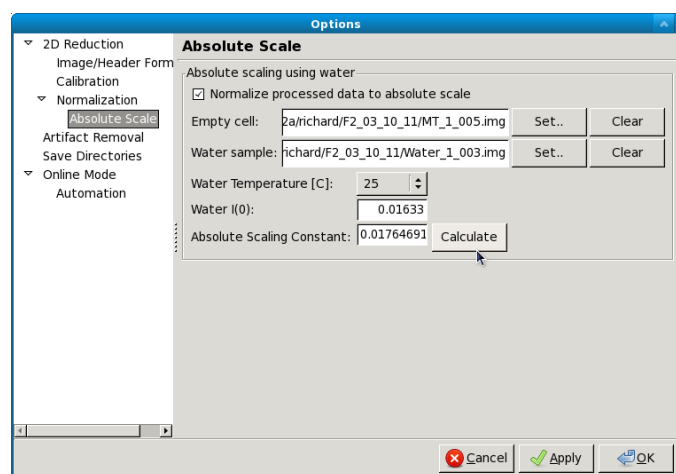 Options
2D Reduction
Image/Header Form
Calibration
Normalization
Absolute Scale
Artifact Removal
Save Directories
Online Mode
Automation
Absolute Scale
Absolute scaling using water
Normalize processed data to absolute scale
Empty cell: 2a/richard/F2_03_10_11/MT_1_005.img Set.. Clear
Water sample: richard/F2_03_10_11/Water_1_003.img Set.. Clear
Water Temperature [C]: 25
Water I(0): 0.01633
Absolute Scaling Constant: 0.01764691 Calculate
Cancel Apply OK